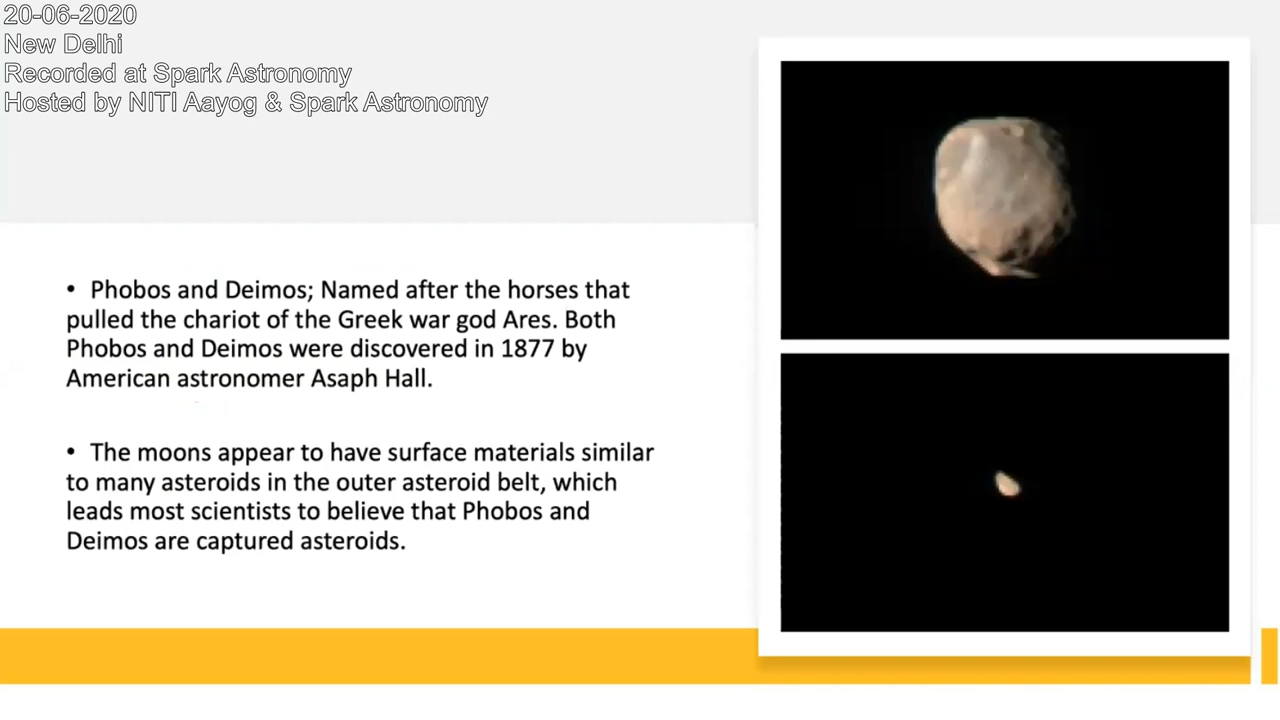 20-06-2020
New Delhi
Recorded at Spark Astronomy
Hosted by NITI Aayog & Spark Astronomy
• Phobos and Deimos; Named after the horses that
pulled the chariot of the Greek war god Ares. Both
Phobos and Deimos were discovered in 1877 by
American astronomer Asaph Hall.
• The moons appear to have surface materials similar
to many asteroids in the outer asteroid belt, which
leads most scientists to believe that Phobos and
Deimos are captured asteroids.